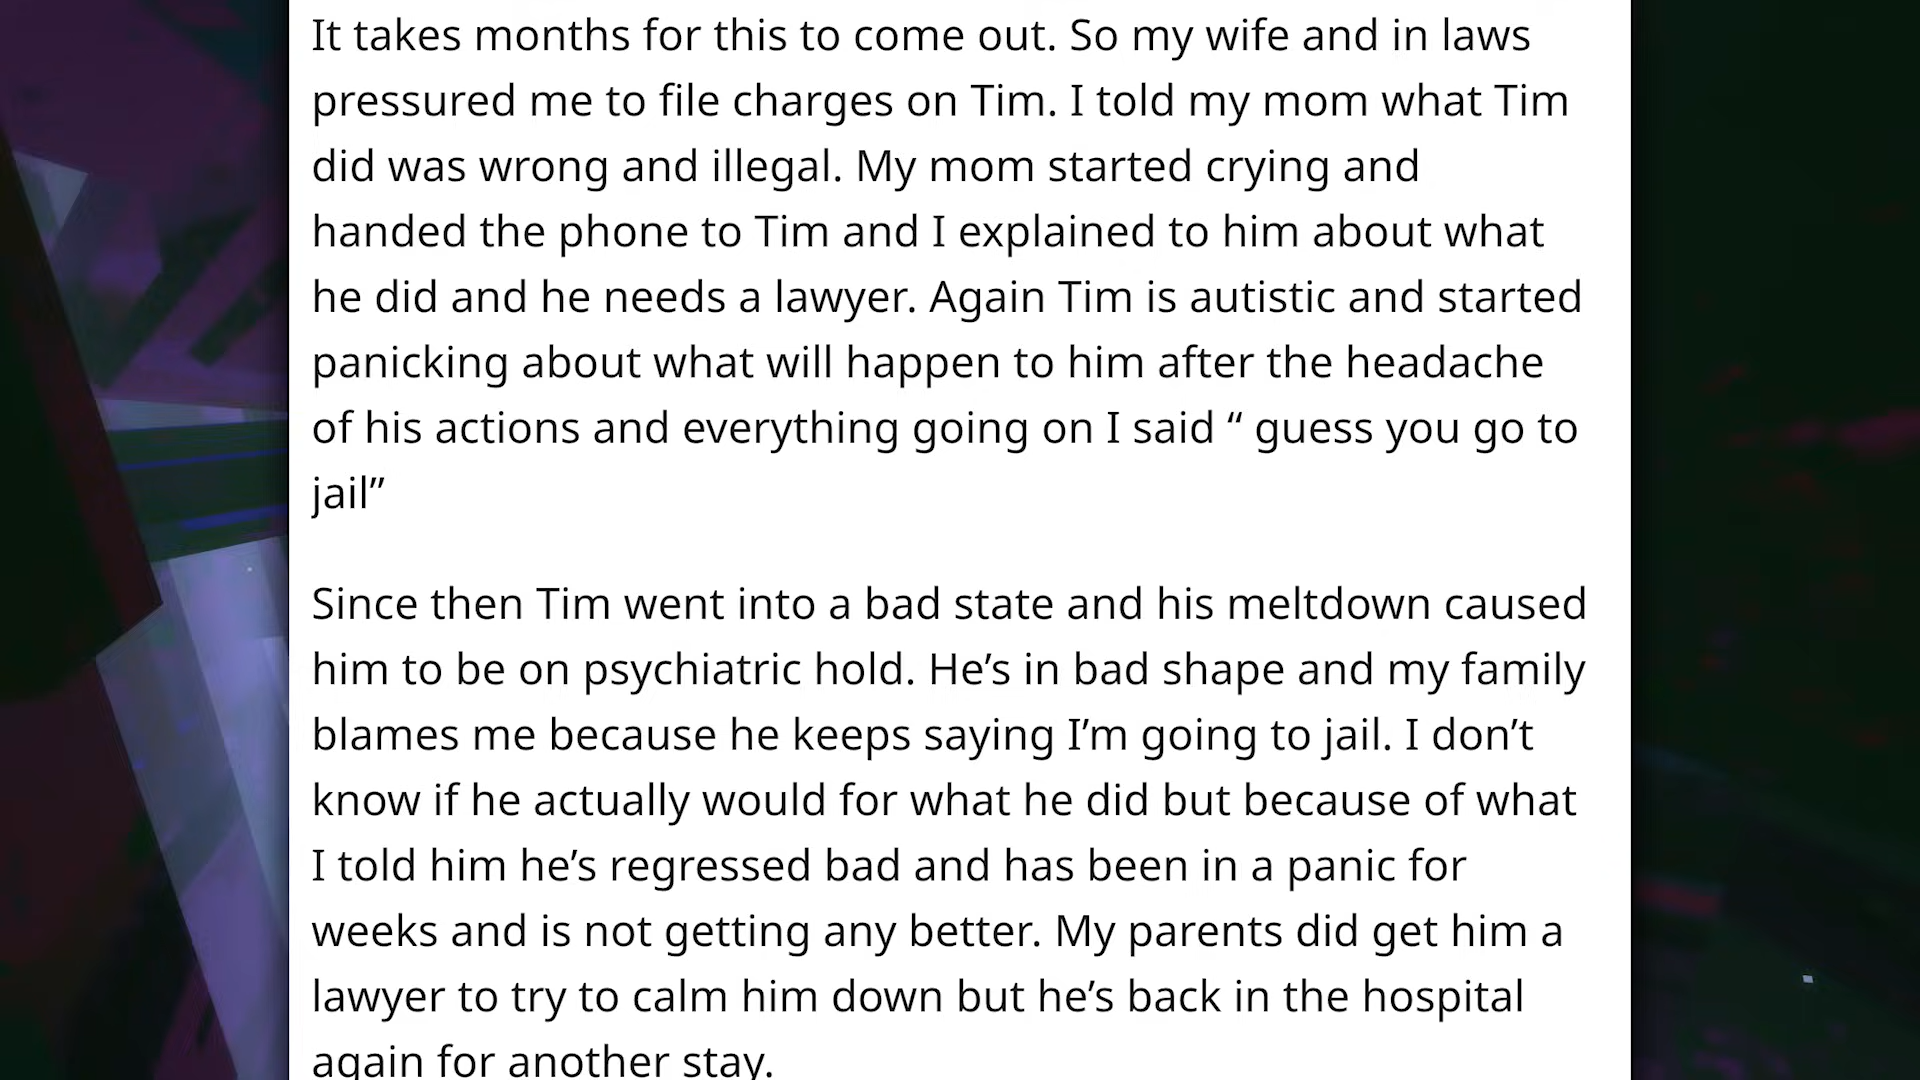 It takes months for this to come out. So my wife and in laws
pressured me to file charges on Tim. I told my mom what Tim
did was wrong and illegal. My mom started crying and
handed the phone to Tim and I explained to him about what
he did and he needs a lawyer. Again Tim is autistic and started
panicking about what will happen to him after the headache
of his actions and everything going on I said “ guess you go to
jail”
Since then Tim went into a bad state and his meltdown caused
him to be on psychiatric hold. He’s in bad shape and my family
blames me because he keeps saying I’m going to jail. I don’t
know if he actually would for what he did but because of what
I told him he’s regressed bad and has been in a panic for
weeks and is not getting any better. My parents did get him a
lawyer to try to calm him down but he’s back in the hospital
again for another stay.